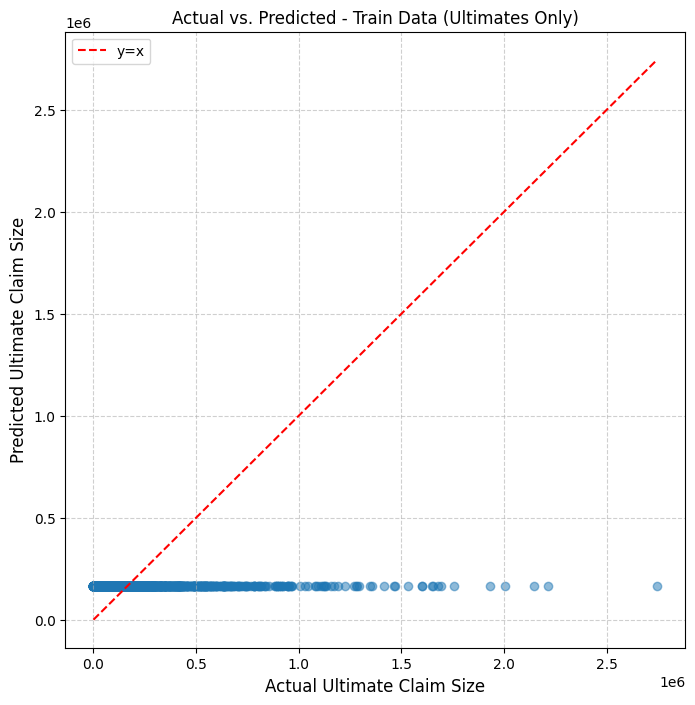 Actual vs. Predicted - Train Data (Ultimates Only)
1e6
y=x
2.5
2.0
1.5
1.0
0.5
0.0
Predicted Ultimate Claim Size
0.0 0.5 1.0 1.5 2.0 2.5
1e6
Actual Ultimate Claim Size